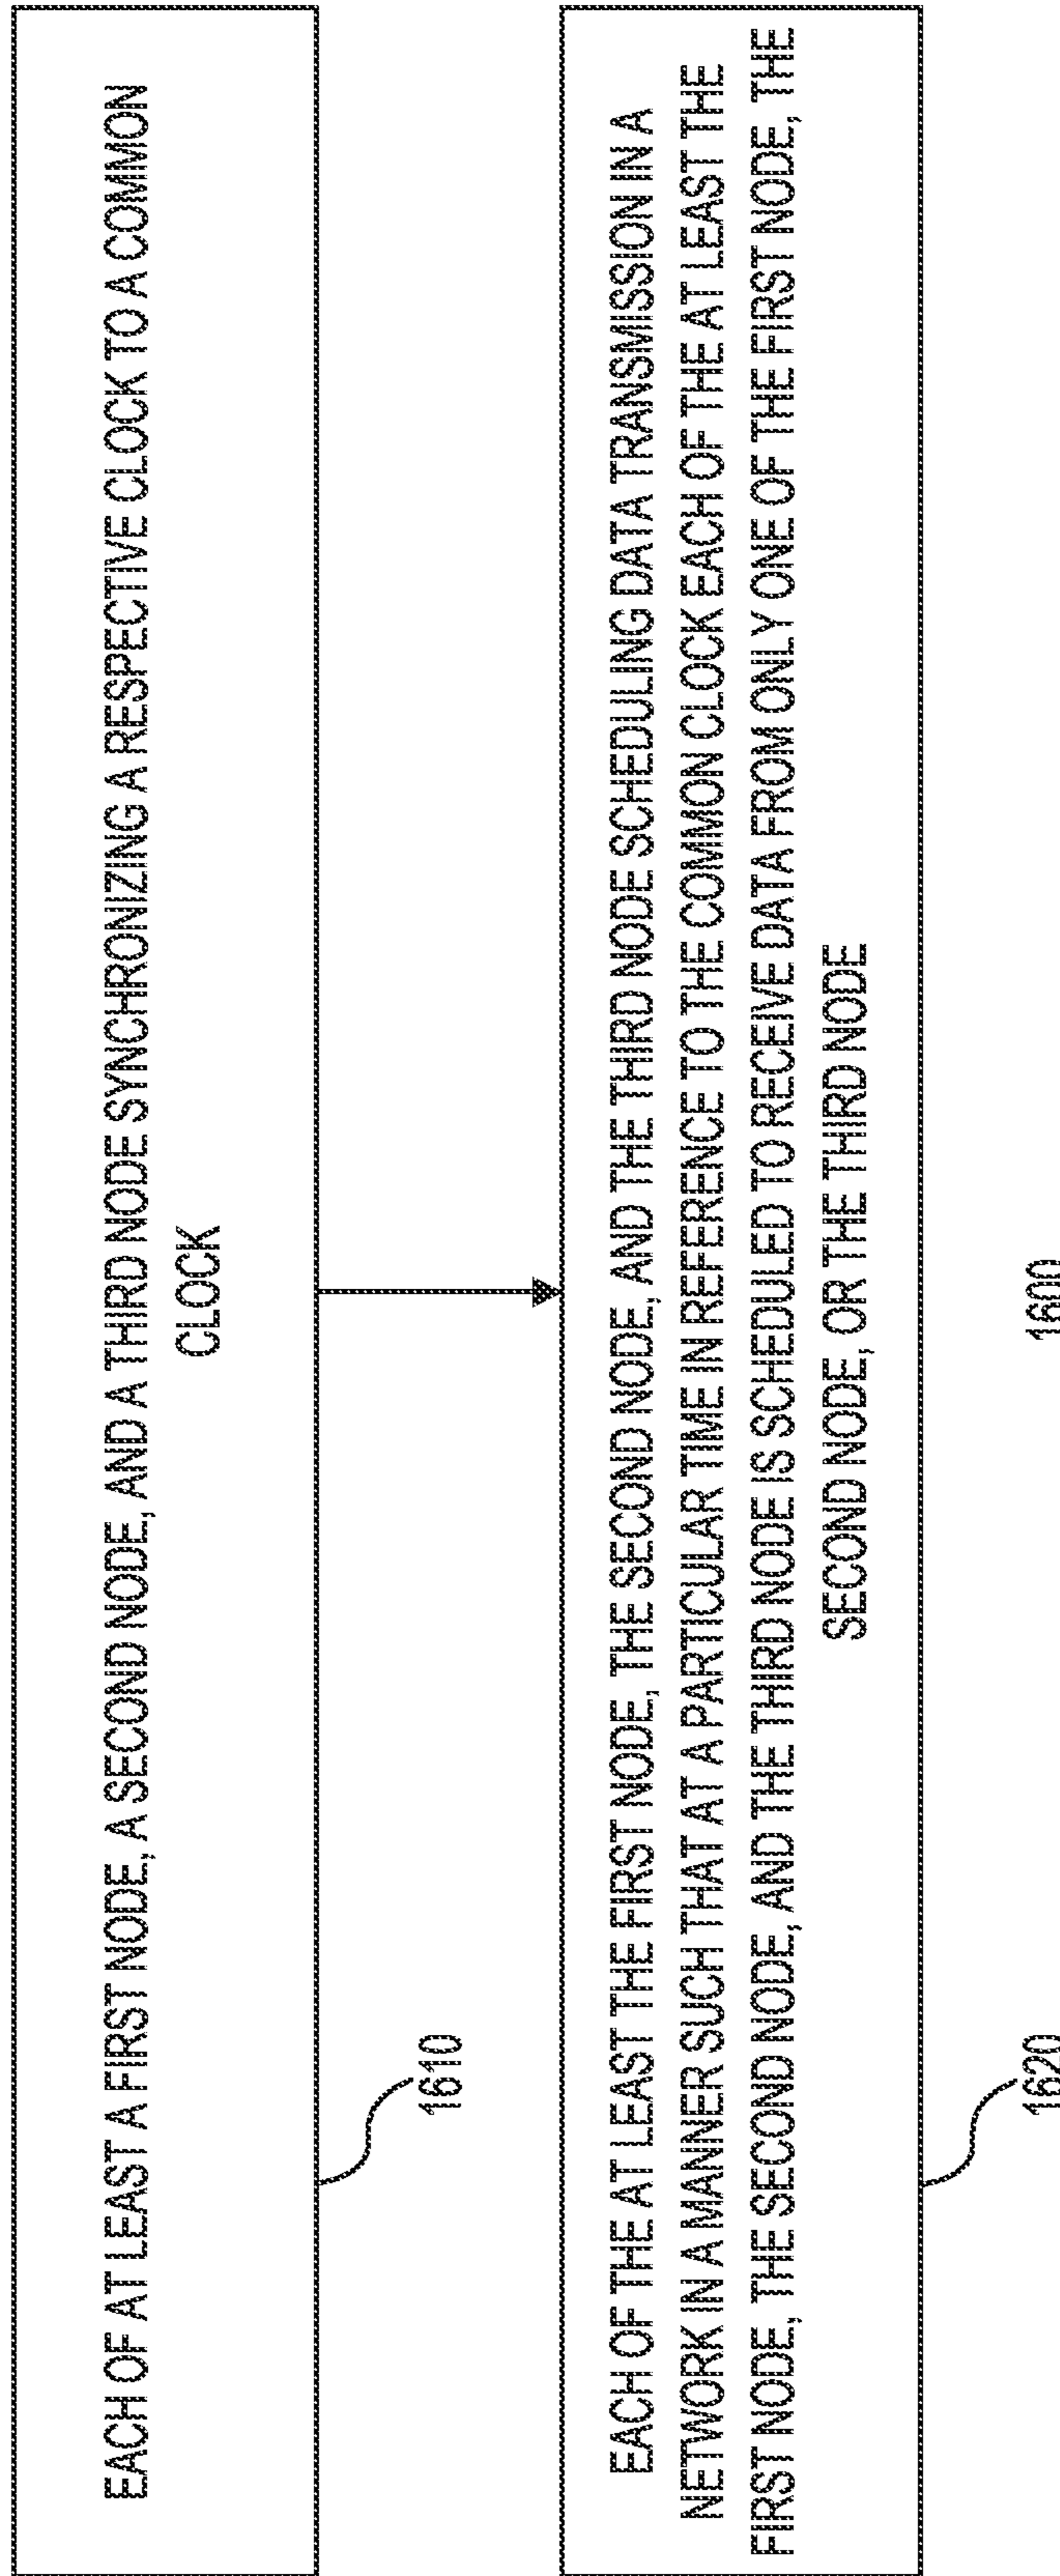 EACH OF AT LEAST A FIRST NODE, A SECOND NODE, AND A THIRD NODE SYNCHRONIZING A RESPECTIVE CLOCK TO A COMMON
CLOCK
1610
EACH OF THE AT LEAST THE FIRST NODE, THE SECOND NODE, AND THE THIRD NODE SCHEDULING DATA TRANSMISSION IN A
NETWORK IN A MANNER SUCH THAT AT A PARTICULAR TIME IN REFERENCE TO THE COMMON CLOCK EACH OF THE AT LEAST THE
FIRST NODE, THE SECOND NODE, AND THE THIRD NODE IS SCHEDULED TO RECEIVE DATA FROM ONLY ONE OF THE FIRST NODE, THE
SECOND NODE, OR THE THIRD NODE
1620
1600